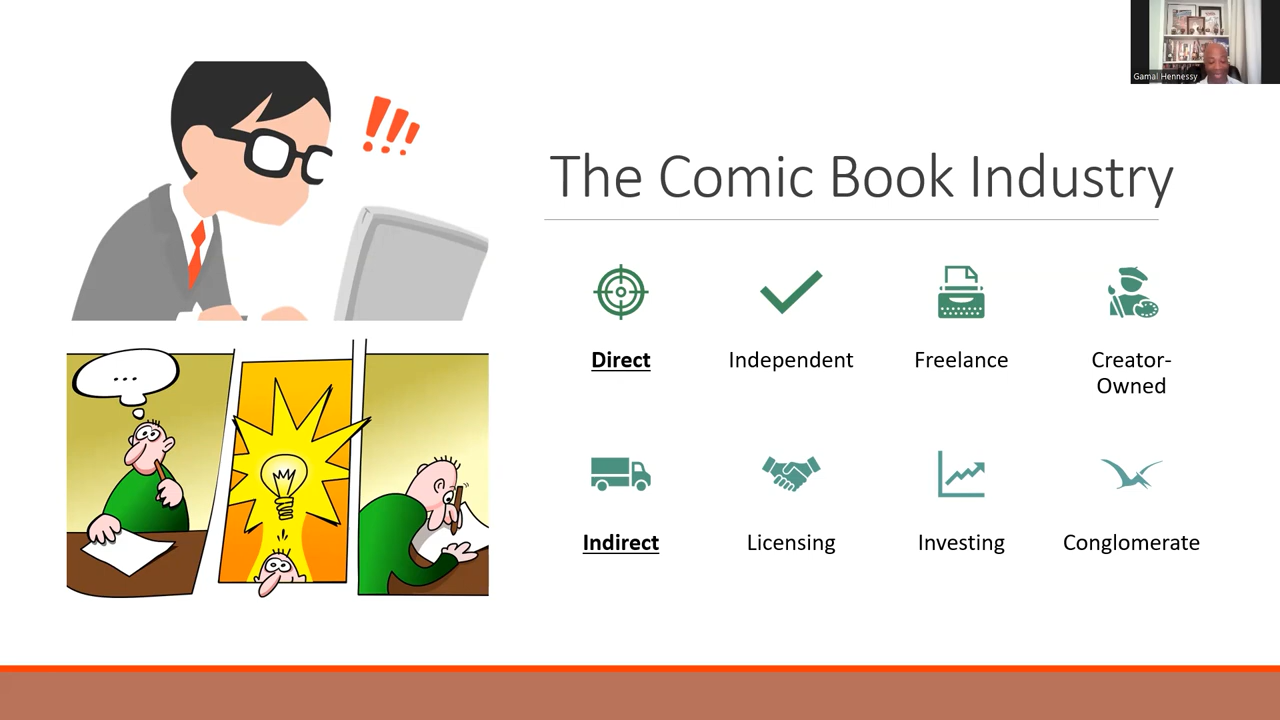 Gamal Hennessy
!!!
The Comic Book Industry
Direct
Independent
Freelance
Creator-
Owned
...
Indirect
Licensing
Investing
Conglomerate